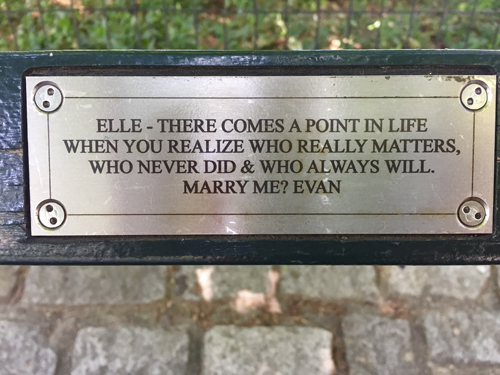 ELLE - THERE COMES A POINT IN LIFE
WHEN YOU REALIZE WHO REALLY MATTERS,
WHO NEVER DID & WHO ALWAYS WILL.
MARRY ME? EVAN